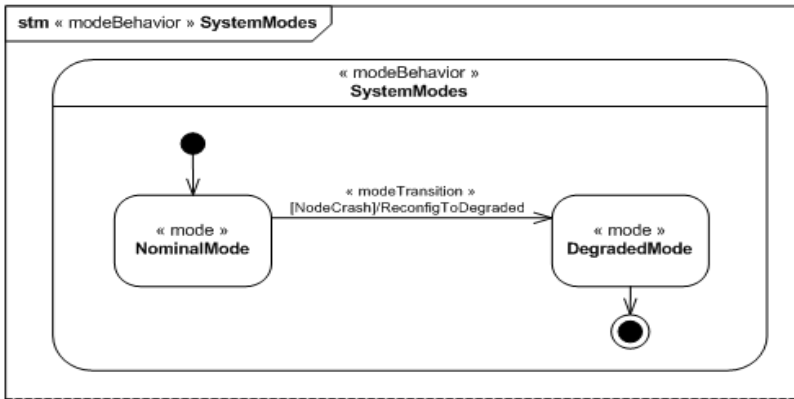 stm « modeBehavior » SystemModes
« modeBehavior »
SystemModes
« modeTransition »
[NodeCrash]/ReconfigToDegraded
« mode »
NominalMode
« mode »
DegradedMode